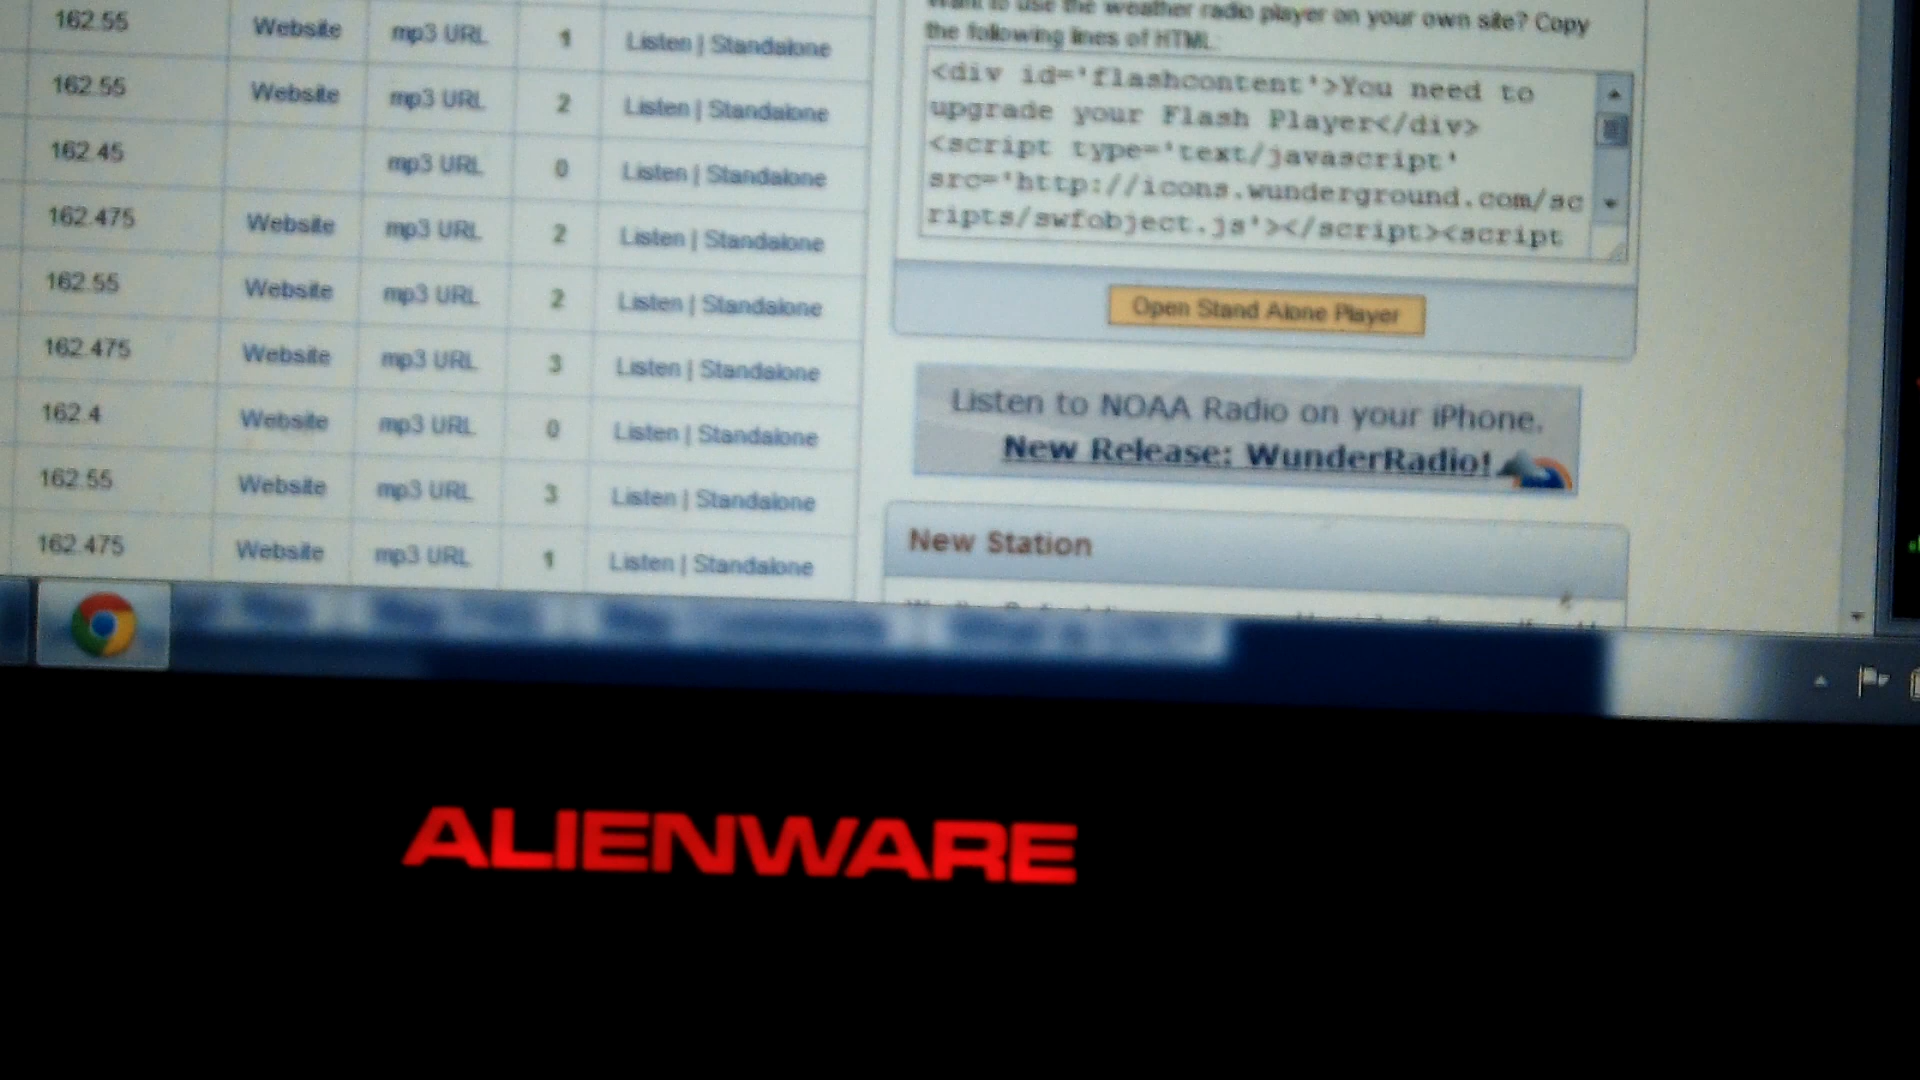 162.55 Website mp3 URL 1 Listen | Standalone
162.55 Website mp3 URL 2 Listen | Standalone
162.45 mp3 URL 0 Listen | Standalone
162.475 Website mp3 URL 2 Listen | Standalone
162.55 Website mp3 URL 2 Listen | Standalone
162.475 Website mp3 URL 3 Listen | Standalone
162.4 Website mp3 URL 0 Listen | Standalone
162.55 Website mp3 URL 3 Listen | Standalone
162.475 Website mp3 URL 1 Listen | Standalone
Want to use the weather radio player on your own site? Copy
the following lines of HTML:
<div id='flashcontent'>You need to
upgrade your Flash Player</div>
<script type='text/javascript'
src='http://icons.wunderground.com/sc
ripts/swfobject.js'></script><script
Open Stand Alone Player
Listen to NOAA Radio on your iPhone.
New Release: WunderRadio!
New Station
ALIENWARE